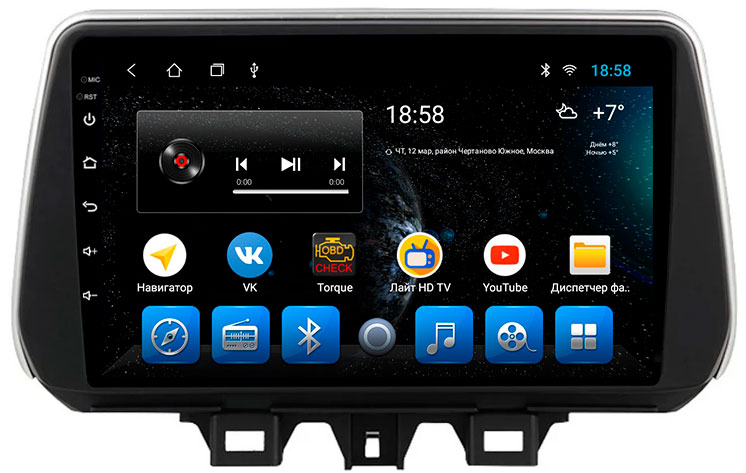 18:58
MIC
RST
18:58
+7°
ЧТ, 12 мар, район Чертаново Южное, Москва
Днём +8°
Ночью +5°
0:00
0:00
OBD
CHECK
Навигатор
VK
Torque
Лайт HD TV
YouTube
Диспетчер фа..